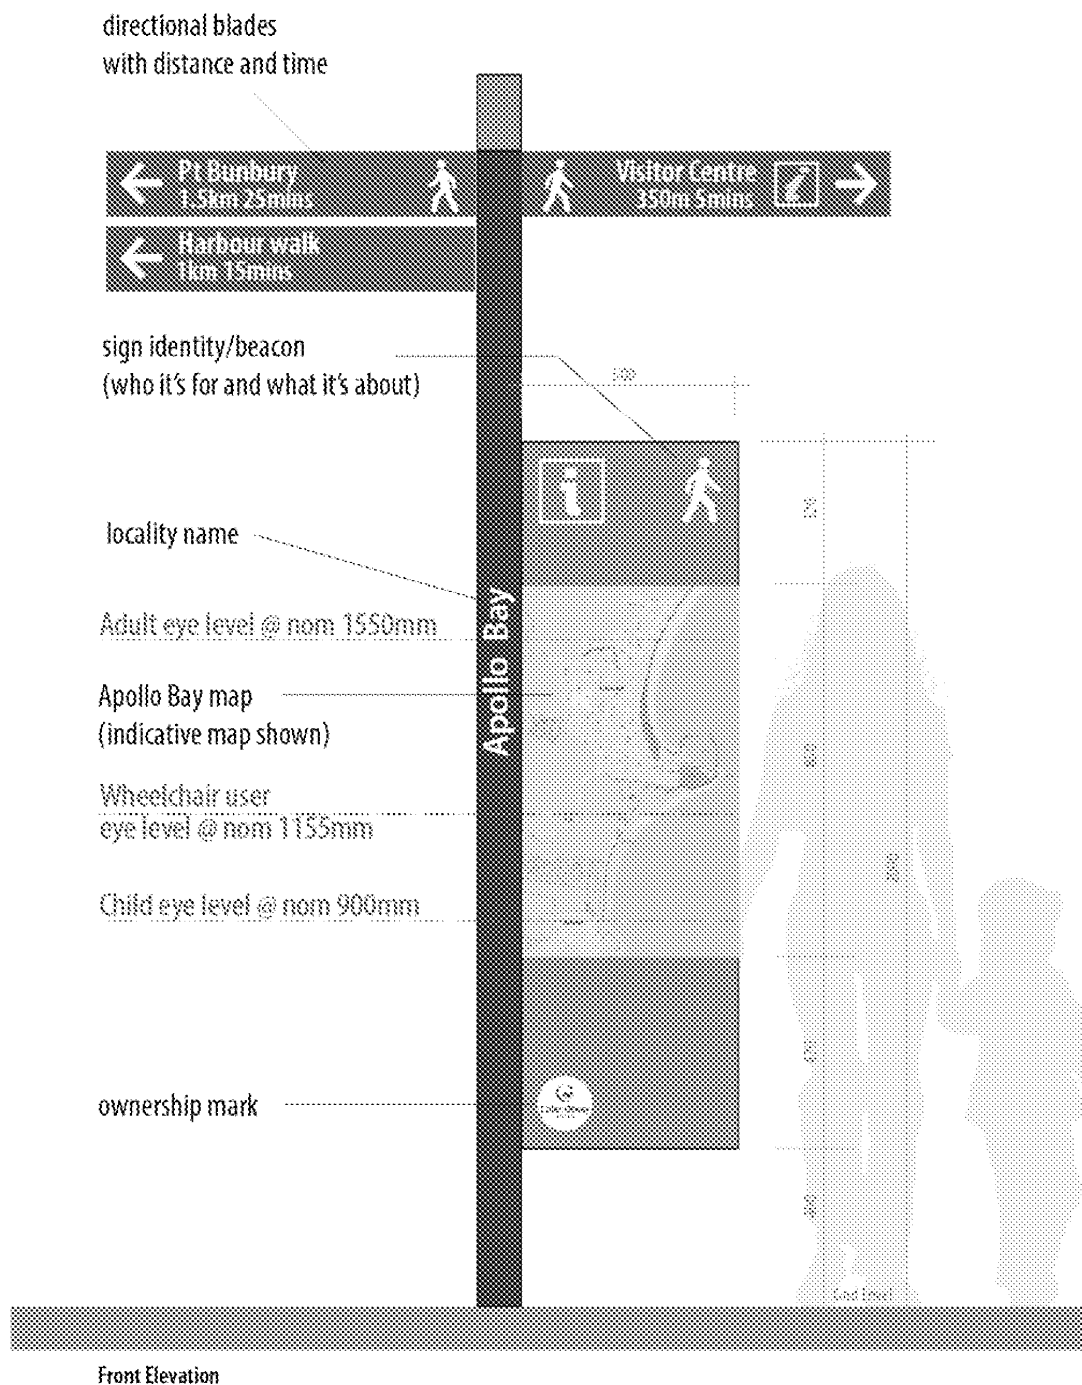 directional blades
with distance and time
Pt Bunbury
1.5km 25mins
Visitor Centre
350m 5mins
Harbour walk
1km 15mins
sign identity/beacon
(who it's for and what it's about)
500
i
locality name
Adult eye level @ nom 1550mm
Apollo Bay
Apollo Bay map
(indicative map shown)
Wheelchair user
eye level @ nom 1155mm
Child eye level @ nom 900mm
ownership mark
Front Elevation